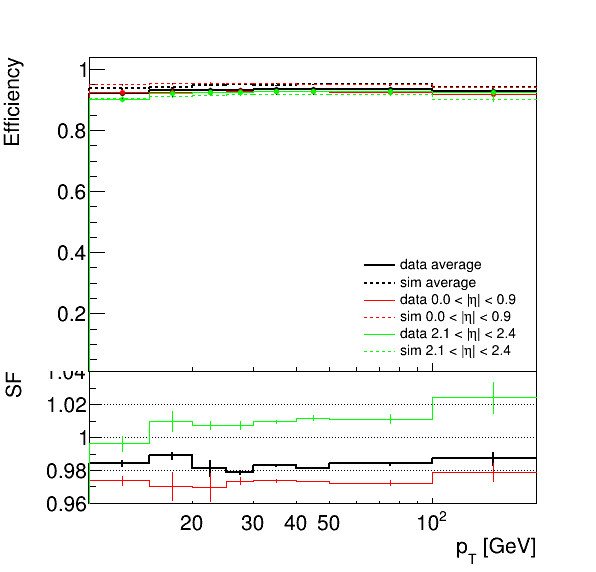 Efficiency
1
0.8
0.6
0.4
0.2
data average
sim average
data 0.0 < |η| < 0.9
sim 0.0 < |η| < 0.9
data 2.1 < |η| < 2.4
sim 2.1 < |η| < 2.4
SF
1.04
1.02
1
0.98
0.96
20 30 40 50 10²
p_T [GeV]